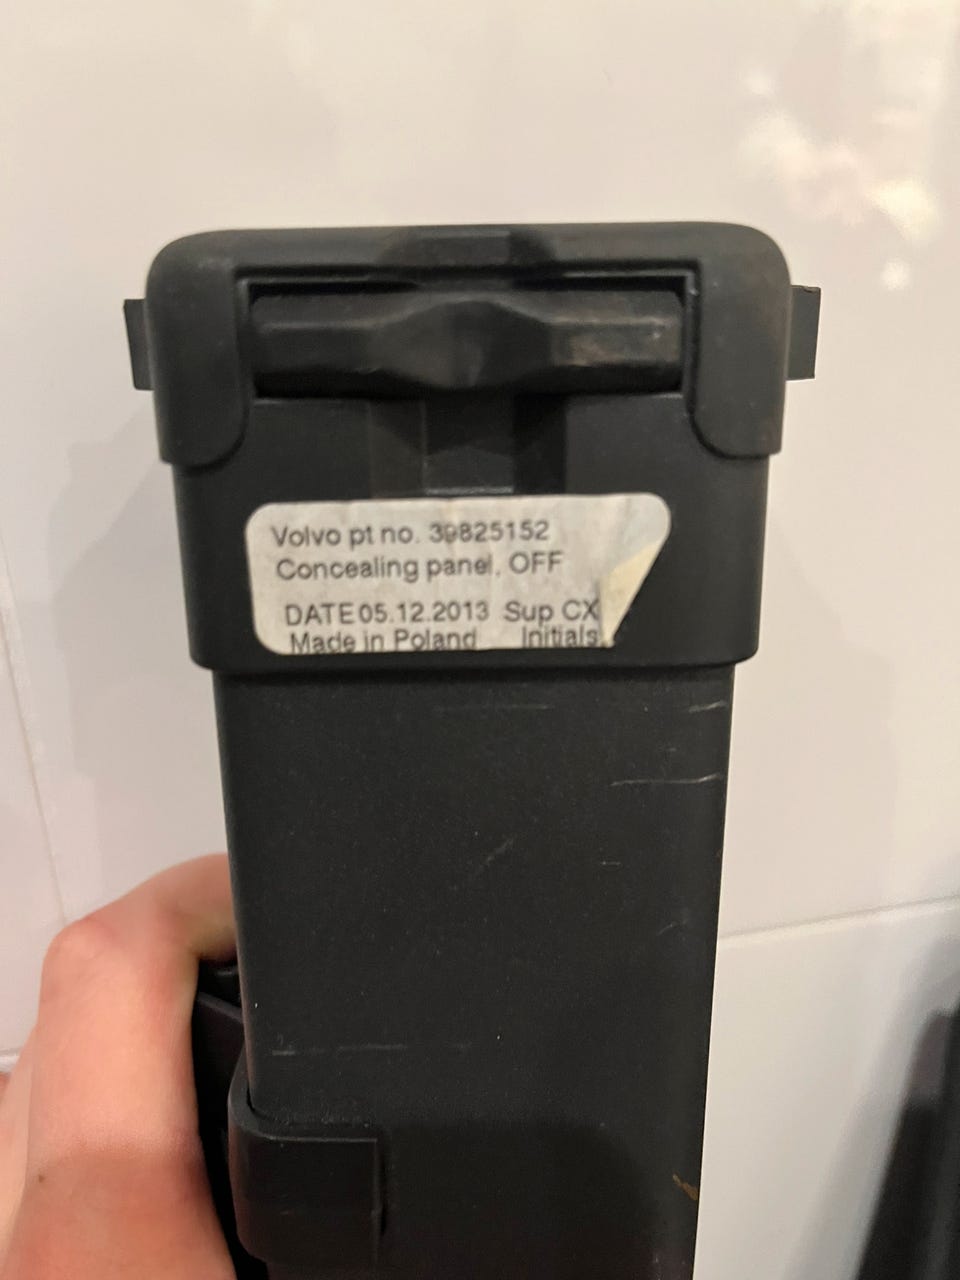 Volvo pt no. 39825152
Concealing panel, OFF
DATE 05.12.2013 Sup CX
Made in Poland Initials